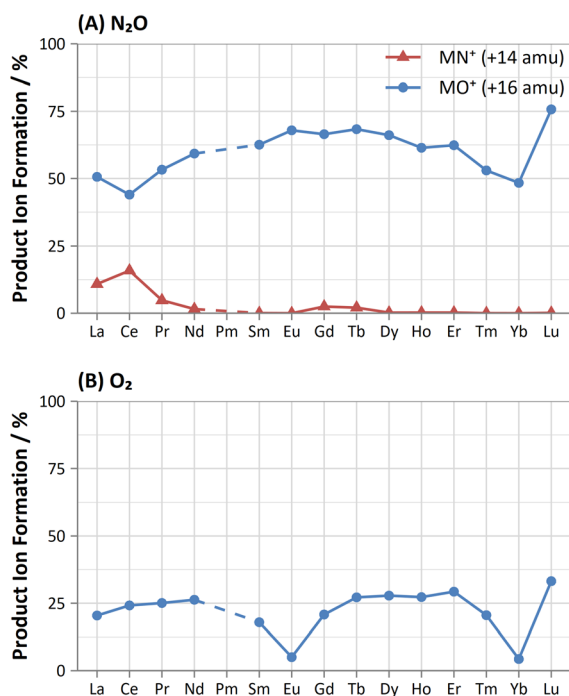 (A) N₂O
Product Ion Formation / %
100
75
50
25
0
MN⁺ (+14 amu)
MO⁺ (+16 amu)
La Ce Pr Nd Pm Sm Eu Gd Tb Dy Ho Er Tm Yb Lu
(B) O₂
Product Ion Formation / %
100
75
50
25
0
La Ce Pr Nd Pm Sm Eu Gd Tb Dy Ho Er Tm Yb Lu